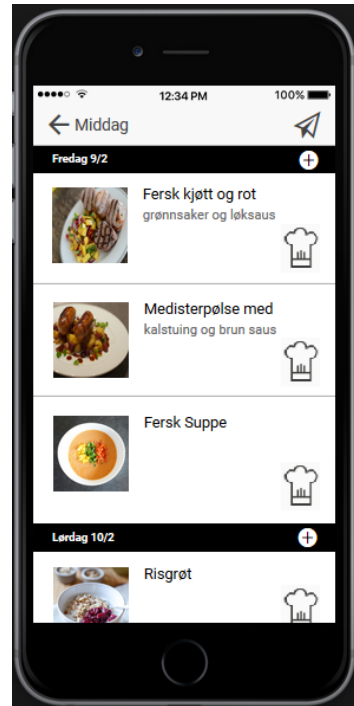 12:34 PM
100%
Middag
Fredag 9/2
Fersk kjøtt og rot
grønnsaker og løksaus
Medisterpølse med
kalstuing og brun saus
Fersk Suppe
Lørdag 10/2
Risgrøt